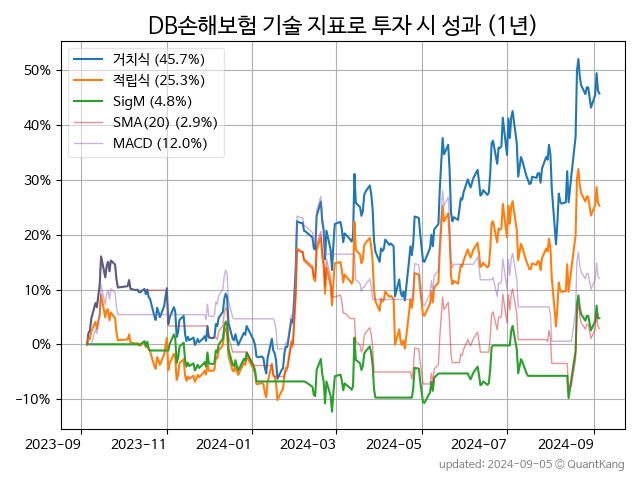 DB손해보험 기술 지표로 투자 시 성과 (1년)
거치식 (45.7%)
적립식 (25.3%)
SigM (4.8%)
SMA(20) (2.9%)
MACD (12.0%)
50%
40%
30%
20%
10%
0%
−10%
2023-09
2023-11
2024-01
2024-03
2024-05
2024-07
2024-09
updated: 2024-09-05 © QuantKang